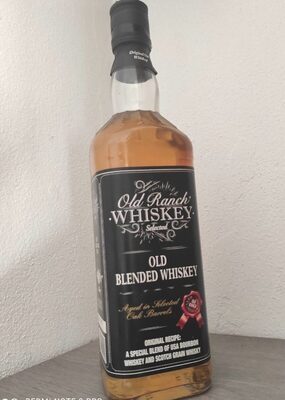 Old Ranch
WHISKEY
Selected
OLD
BLENDED WHISKEY
Aged in Selected
Oak Barrels
ORIGINAL RECIPE:
A SPECIAL BLEND OF USA BOURBON
WHISKEY AND SCOTCH GRAIN WHISKY